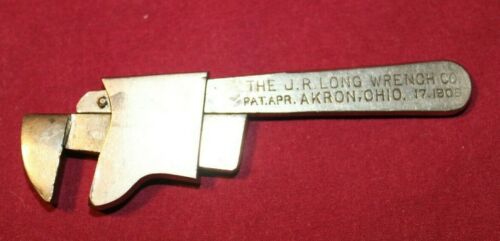 THE J.R. LONG WRENCH CO.
PAT. APR. AKRON, OHIO. 17. 1906